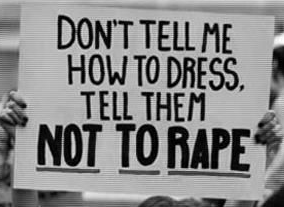 DON'T TELL ME
HOW TO DRESS,
TELL THEM
NOT TO RAPE